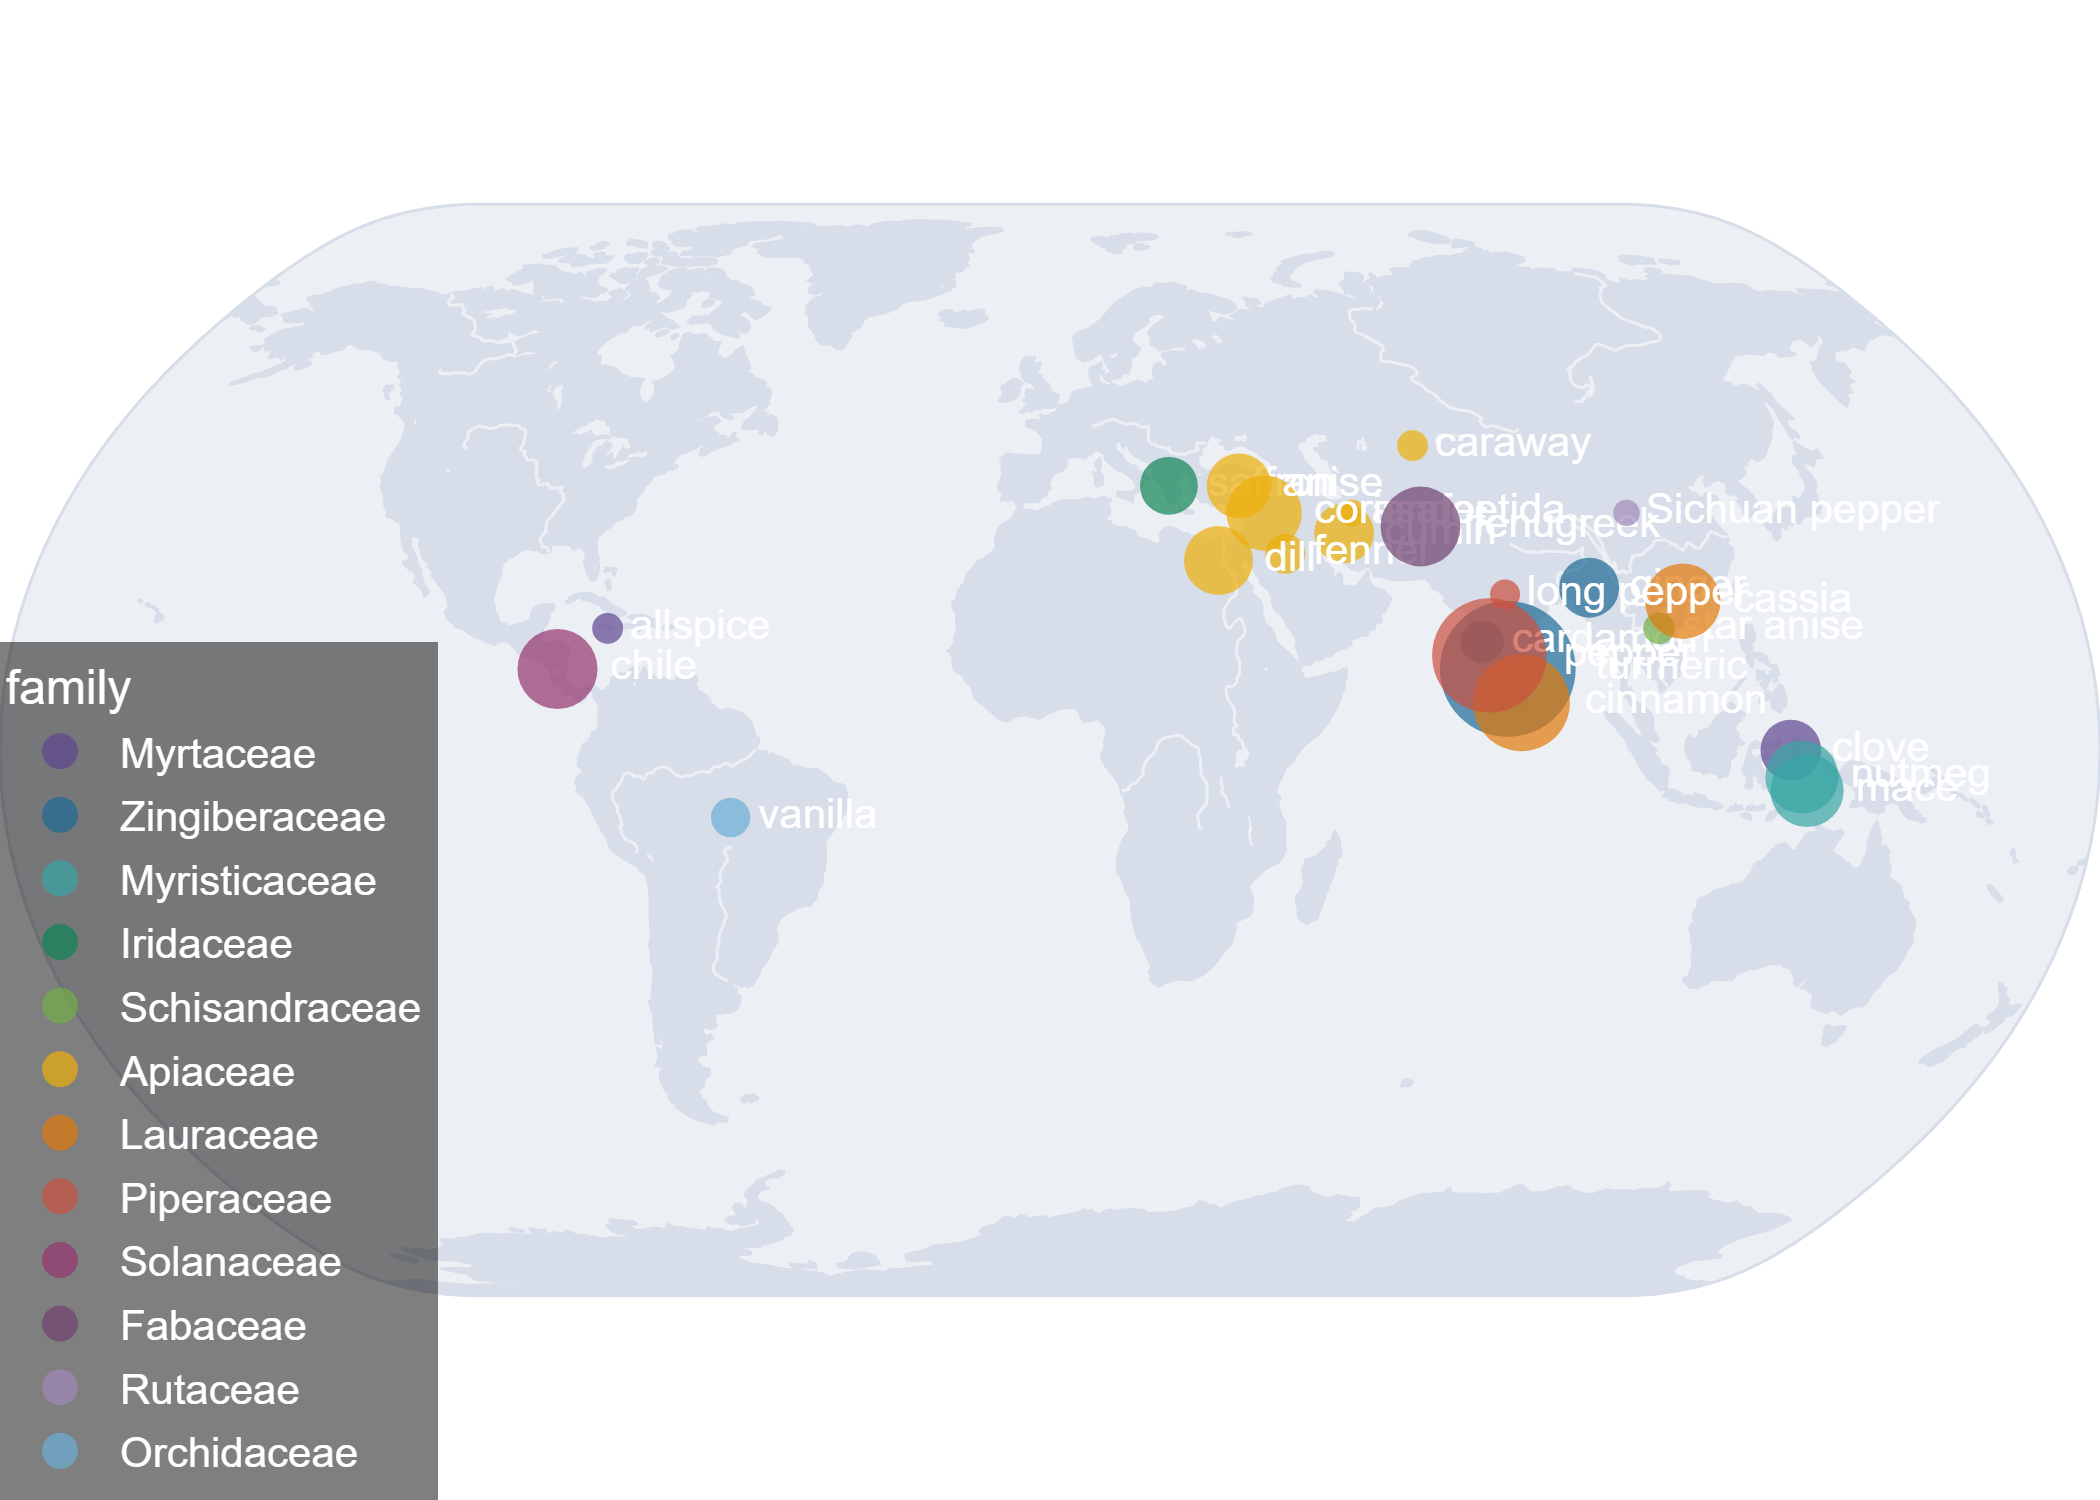 caraway
saffron
anise
coriander
asafoetida
cumin
fenugreek
Sichuan pepper
dill
fennel
long pepper
ginger
cassia
allspice
star anise
cardamom
pepper
chile
turmeric
cinnamon
clove
nutmeg
mace
vanilla
family
Myrtaceae
Zingiberaceae
Myristicaceae
Iridaceae
Schisandraceae
Apiaceae
Lauraceae
Piperaceae
Solanaceae
Fabaceae
Rutaceae
Orchidaceae